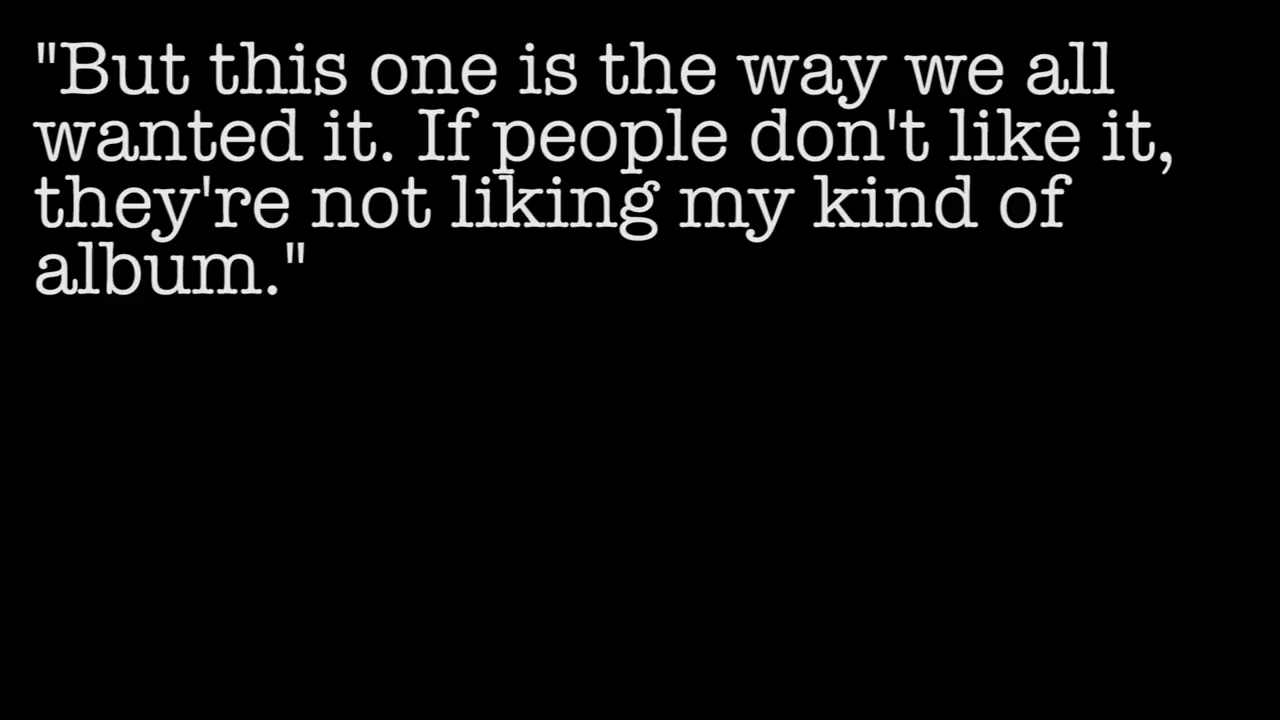 "But this one is the way we all
wanted it. If people don't like it,
they're not liking my kind of
album."